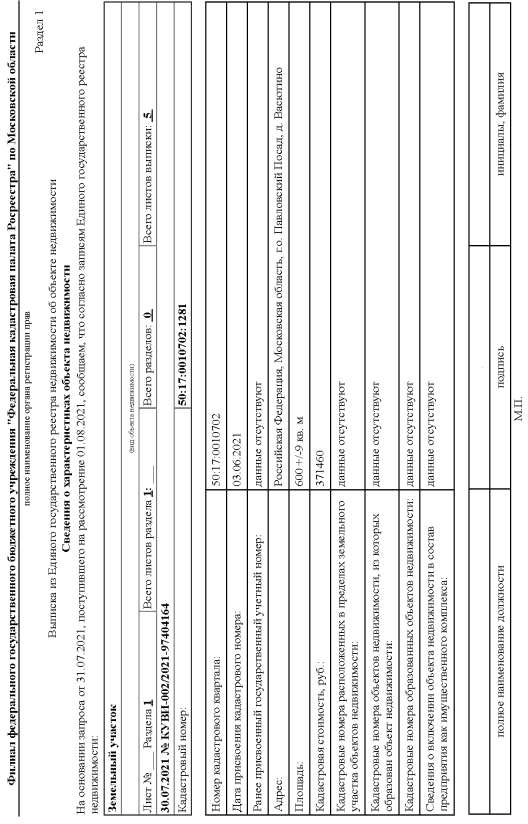 Филиал федерального государственного бюджетного учреждения "Федеральная кадастровая палата Росреестра" по Московской области
полное наименование органа регистрации прав
Раздел 1
Выписка из Единого государственного реестра недвижимости об объекте недвижимости
Сведения о характеристиках объекта недвижимости
На основании запроса от 31.07.2021, поступившего на рассмотрение 01.08.2021, сообщаем, что согласно записям Единого государственного реестра
недвижимости:
Земельный участок
(вид объекта недвижимости)
Лист № Раздела 1 Всего листов раздела 1: Всего разделов: 0 Всего листов выписки: 5
30.07.2021 № КУВИ-002/2021-97404164
Кадастровый номер: 50:17:0010702:1281
Номер кадастрового квартала: 50:17:0010702
Дата присвоения кадастрового номера: 03.06.2021
Ранее присвоенный государственный учетный номер: данные отсутствуют
Адрес: Российская Федерация, Московская область, г.о. Павловский Посад, д. Васютино
Площадь: 600 +/-9 кв. м
Кадастровая стоимость, руб.: 371460
Кадастровые номера расположенных в пределах земельного данные отсутствуют
участка объектов недвижимости:
Кадастровые номера объектов недвижимости, из которых данные отсутствуют
образован объект недвижимости:
Кадастровые номера образованных объектов недвижимости: данные отсутствуют
Сведения о включении объекта недвижимости в состав данные отсутствуют
предприятия как имущественного комплекса:
полное наименование должности подпись инициалы, фамилия
М.П.